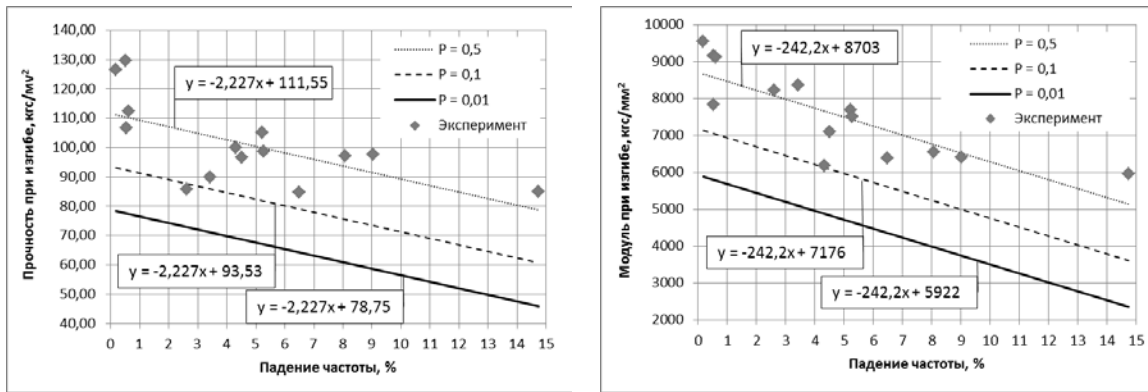 Прочность при изгибе, кгс/мv²
130,00
140,00
120,00
110,00
100,00
90,00
80,00
70,00
60,00
50,00
40,00
P = 0,5
P = 0,1
P = 0,01
Эксперимент
y = -2,227x + 111,55
y = -2,227x + 93,53
y = -2,227x + 78,75
0 1 2 3 4 5 6 7 8 9 10 11 12 13 14 15
Падение частоты, %
Модуль при изгибе, кгс/мм²
10000
9000
8000
7000
6000
5000
4000
3000
2000
P = 0,5
P = 0,1
P = 0,01
Эксперимент
y = -242,2x + 8703
y = -242,2x + 7176
y = -242,2x + 5922
0 1 2 3 4 5 6 7 8 9 10 11 12 13 14 15
Падение частоты, %